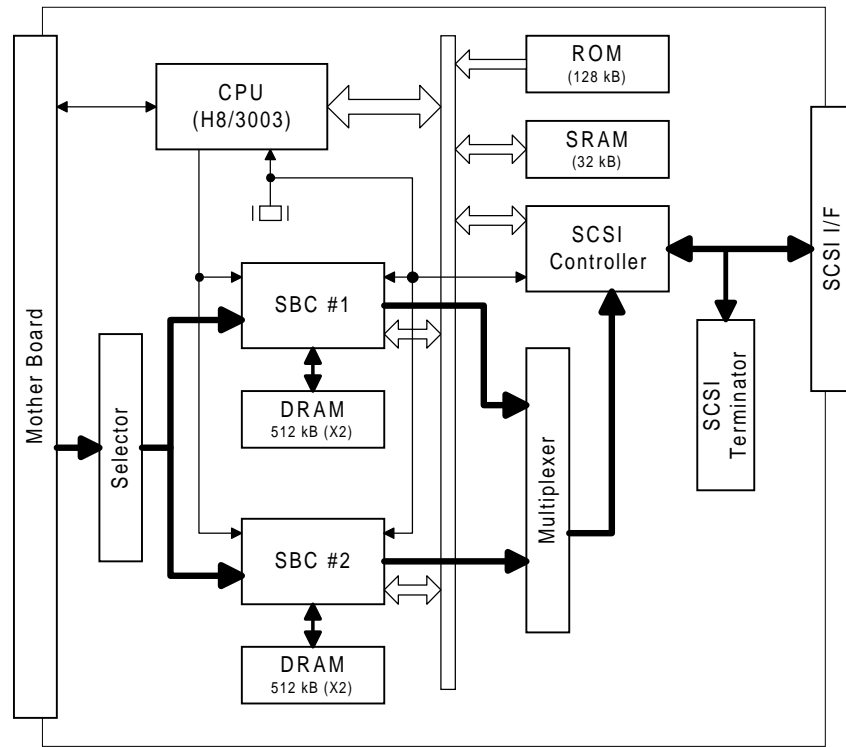 Mother Board
CPU
(H8/3003)
ROM
(128 kB)
SRAM
(32 kB)
SCSI
Controller
SCSI I/F
SBC #1
DRAM
512 kB (X2)
Selector
Multiplexer
SCSI
Terminator
SBC #2
DRAM
512 kB (X2)